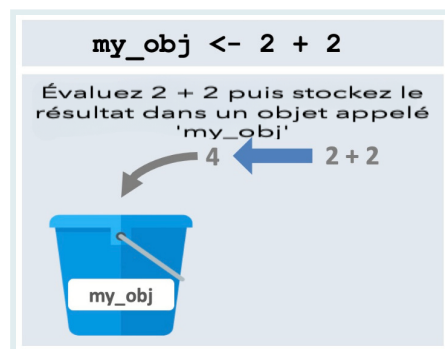 my_obj <- 2 + 2
Évaluez 2 + 2 puis stockez le
résultat dans un objet appelé
'my_obj'
4 2 + 2
my_obj